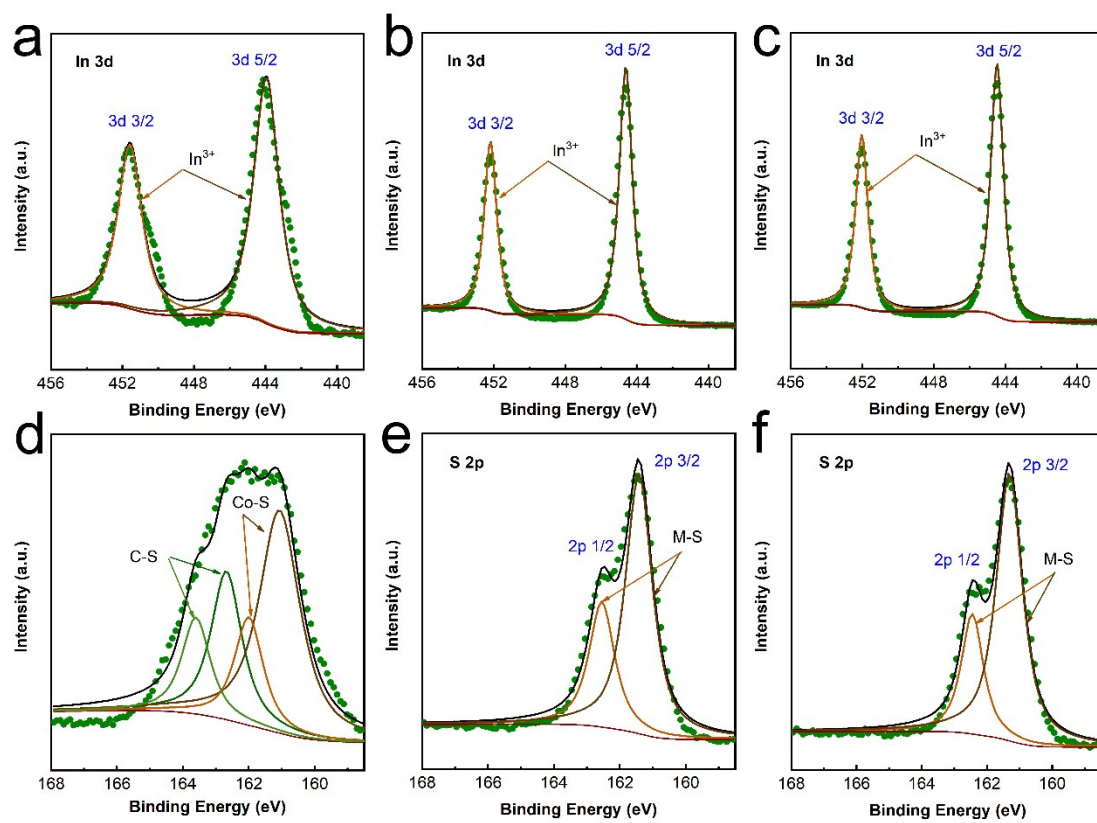 a
In 3d
3d 5/2
3d 3/2
In³⁺
Intensity (a.u.)
456 452 448 444 440
Binding Energy (eV)
b
In 3d
3d 5/2
3d 3/2
In³⁺
Intensity (a.u.)
456 452 448 444 440
Binding Energy (eV)
c
In 3d
3d 5/2
3d 3/2
In³⁺
Intensity (a.u.)
456 452 448 444 440
Binding Energy (eV)
d
Co-S
C-S
Intensity (a.u.)
168 166 164 162 160
Binding Energy (eV)
e
S 2p
2p 3/2
2p 1/2
M-S
Intensity (a.u.)
168 166 164 162 160
Binding Energy (eV)
f
S 2p
2p 3/2
2p 1/2
M-S
Intensity (a.u.)
168 166 164 162 160
Binding Energy (eV)